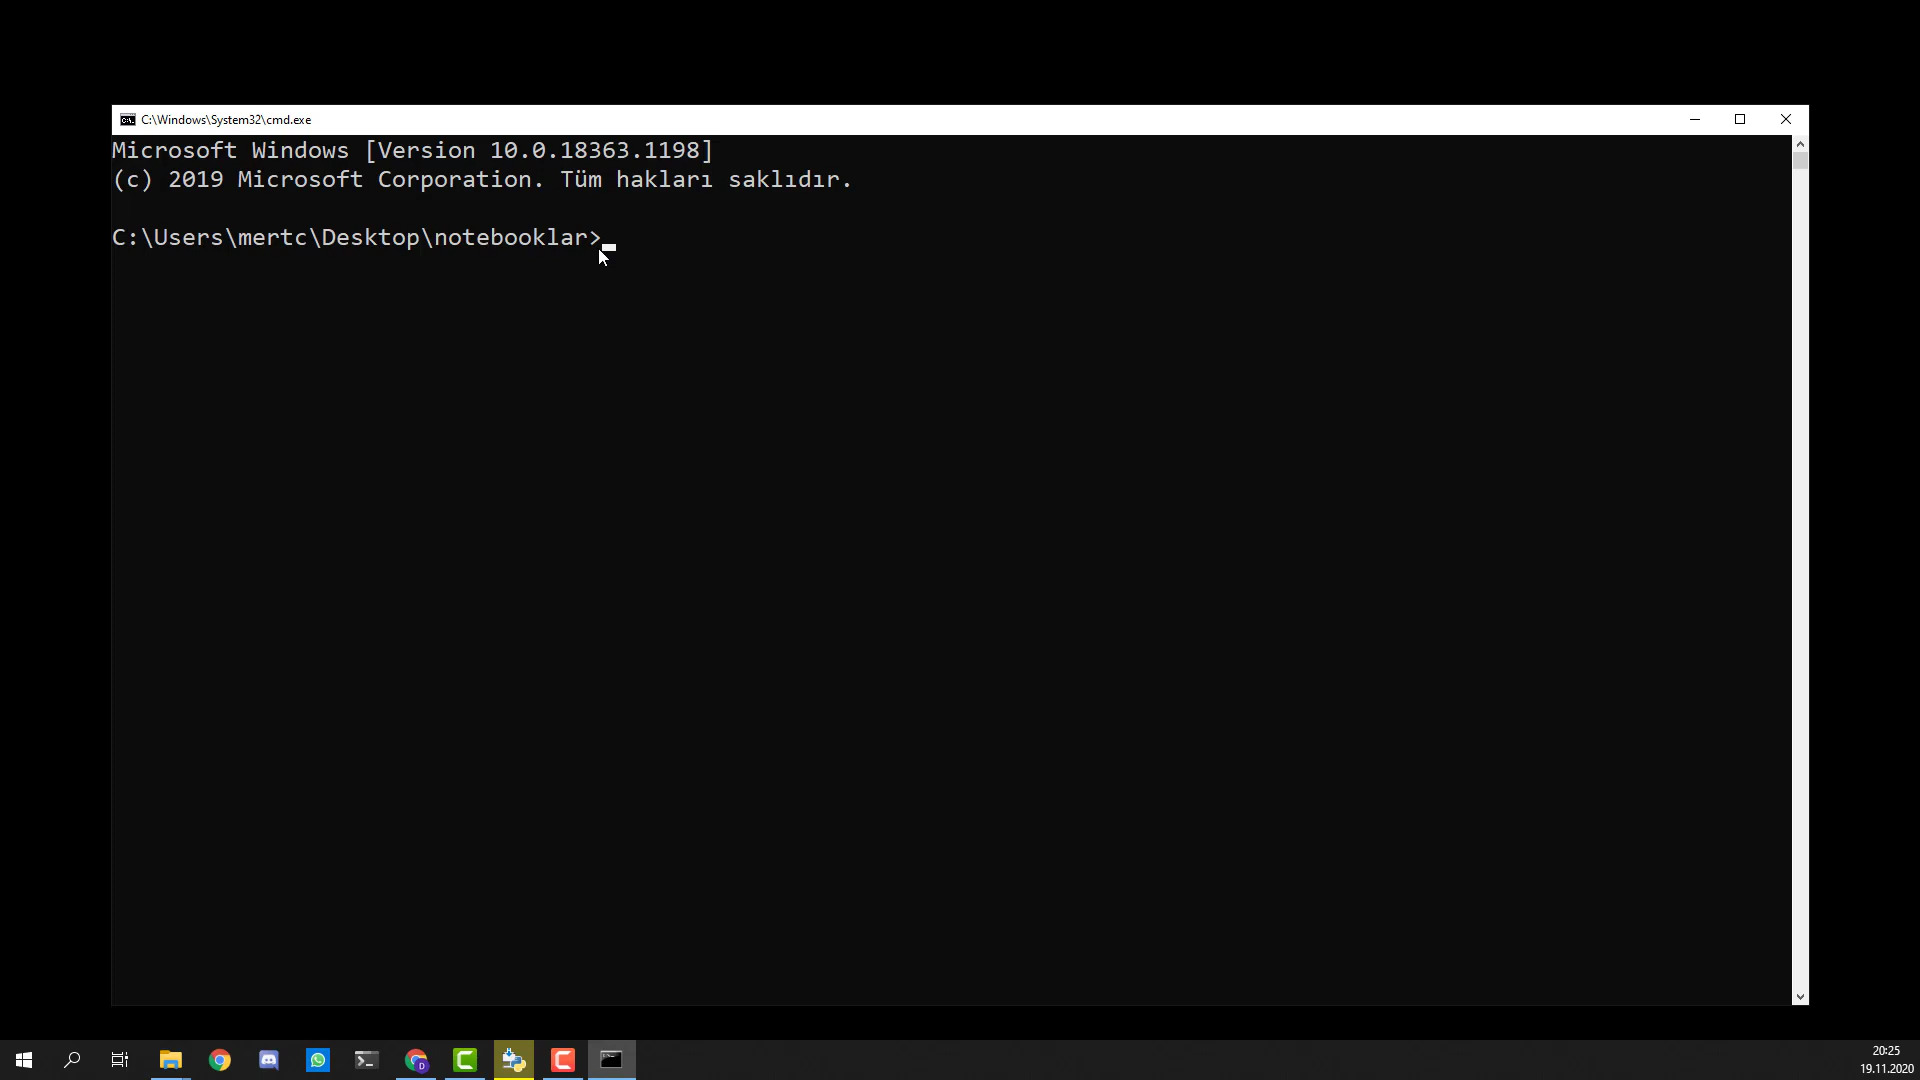 C:\Windows\System32\cmd.exe
Microsoft Windows [Version 10.0.18363.1198]
(c) 2019 Microsoft Corporation. Tüm hakları saklıdır.
C:\Users\mertc\Desktop\notebooklar>
20:25
19.11.2020